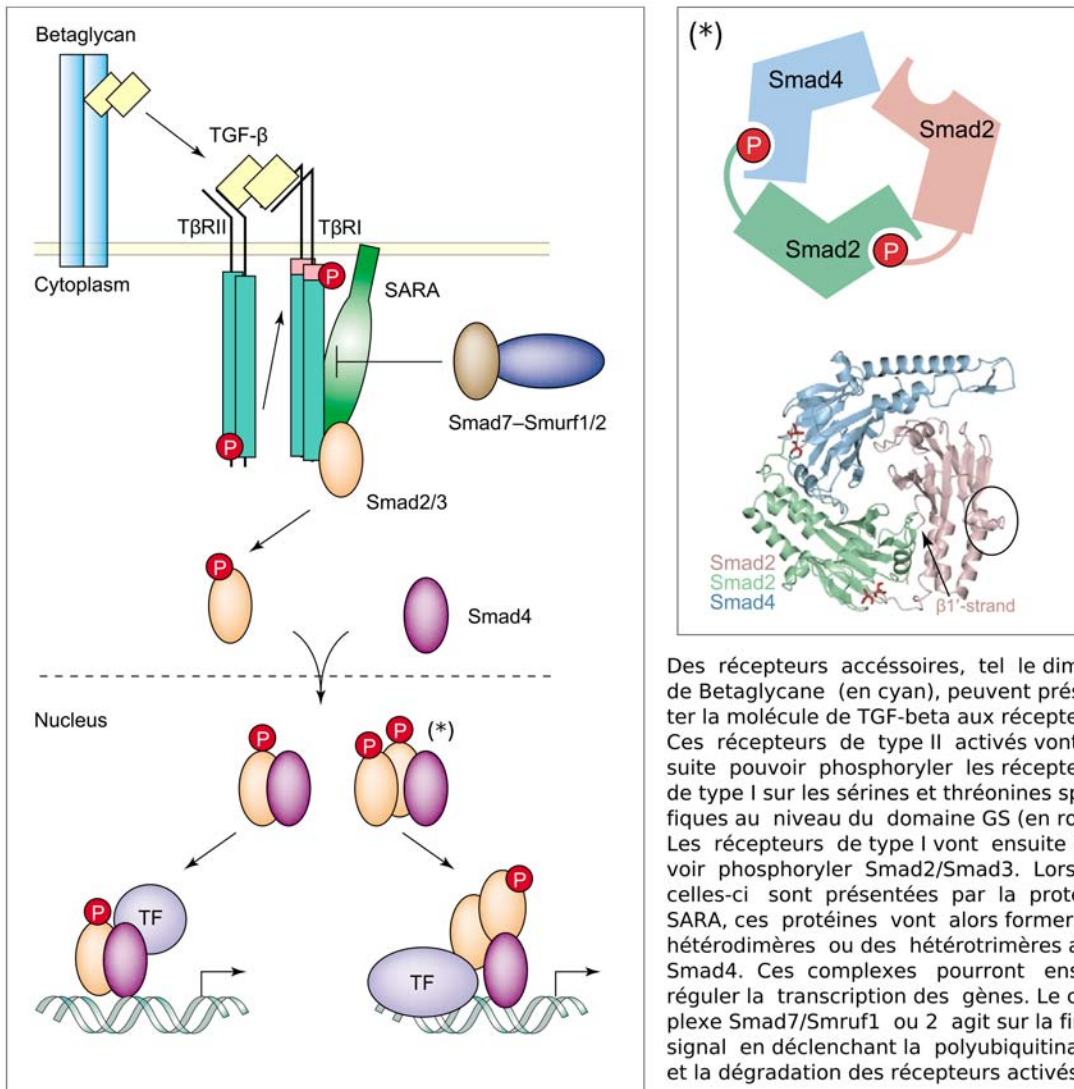 Betaglycan
TGF-β
TβRII
TβRI
Cytoplasm
SARA
P
P
Smad7–Smurf1/2
Smad2/3
P
Smad4
Nucleus
P
P
P
(*)
P
TF
P
TF
(*)
Smad4
Smad2
P
Smad2
P
Smad2
Smad2
Smad4
β1'-strand
Des récepteurs accéssoires, tel le dim
de Betaglycane (en cyan), peuvent prés
ter la molécule de TGF-beta aux récepte
Ces récepteurs de type II activés vont
suite pouvoir phosphoryler les récepte
de type I sur les sérines et thréonines sp
fiques au niveau du domaine GS (en ro
Les récepteurs de type I vont ensuite
voir phosphoryler Smad2/Smad3. Lors
celles-ci sont présentées par la proté
SARA, ces protéines vont alors former
hétérodimères ou des hétérotrimères a
Smad4. Ces complexes pourront ens
réguler la transcription des gènes. Le c
plexe Smad7/Smruf1 ou 2 agit sur la fi
signal en déclenchant la polyubiquitina
et la dégradation des récepteurs activés